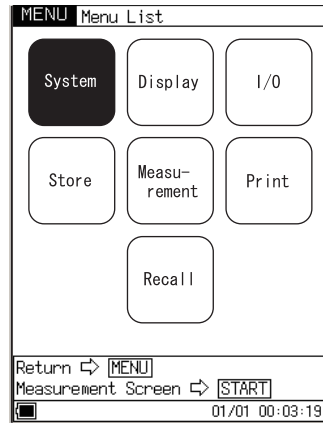 MENU Menu List
System Display I/O
Store Measu-
rement Print
Recall
Return ⇨ MENU
Measurement Screen ⇨ START
01/01 00:03:19